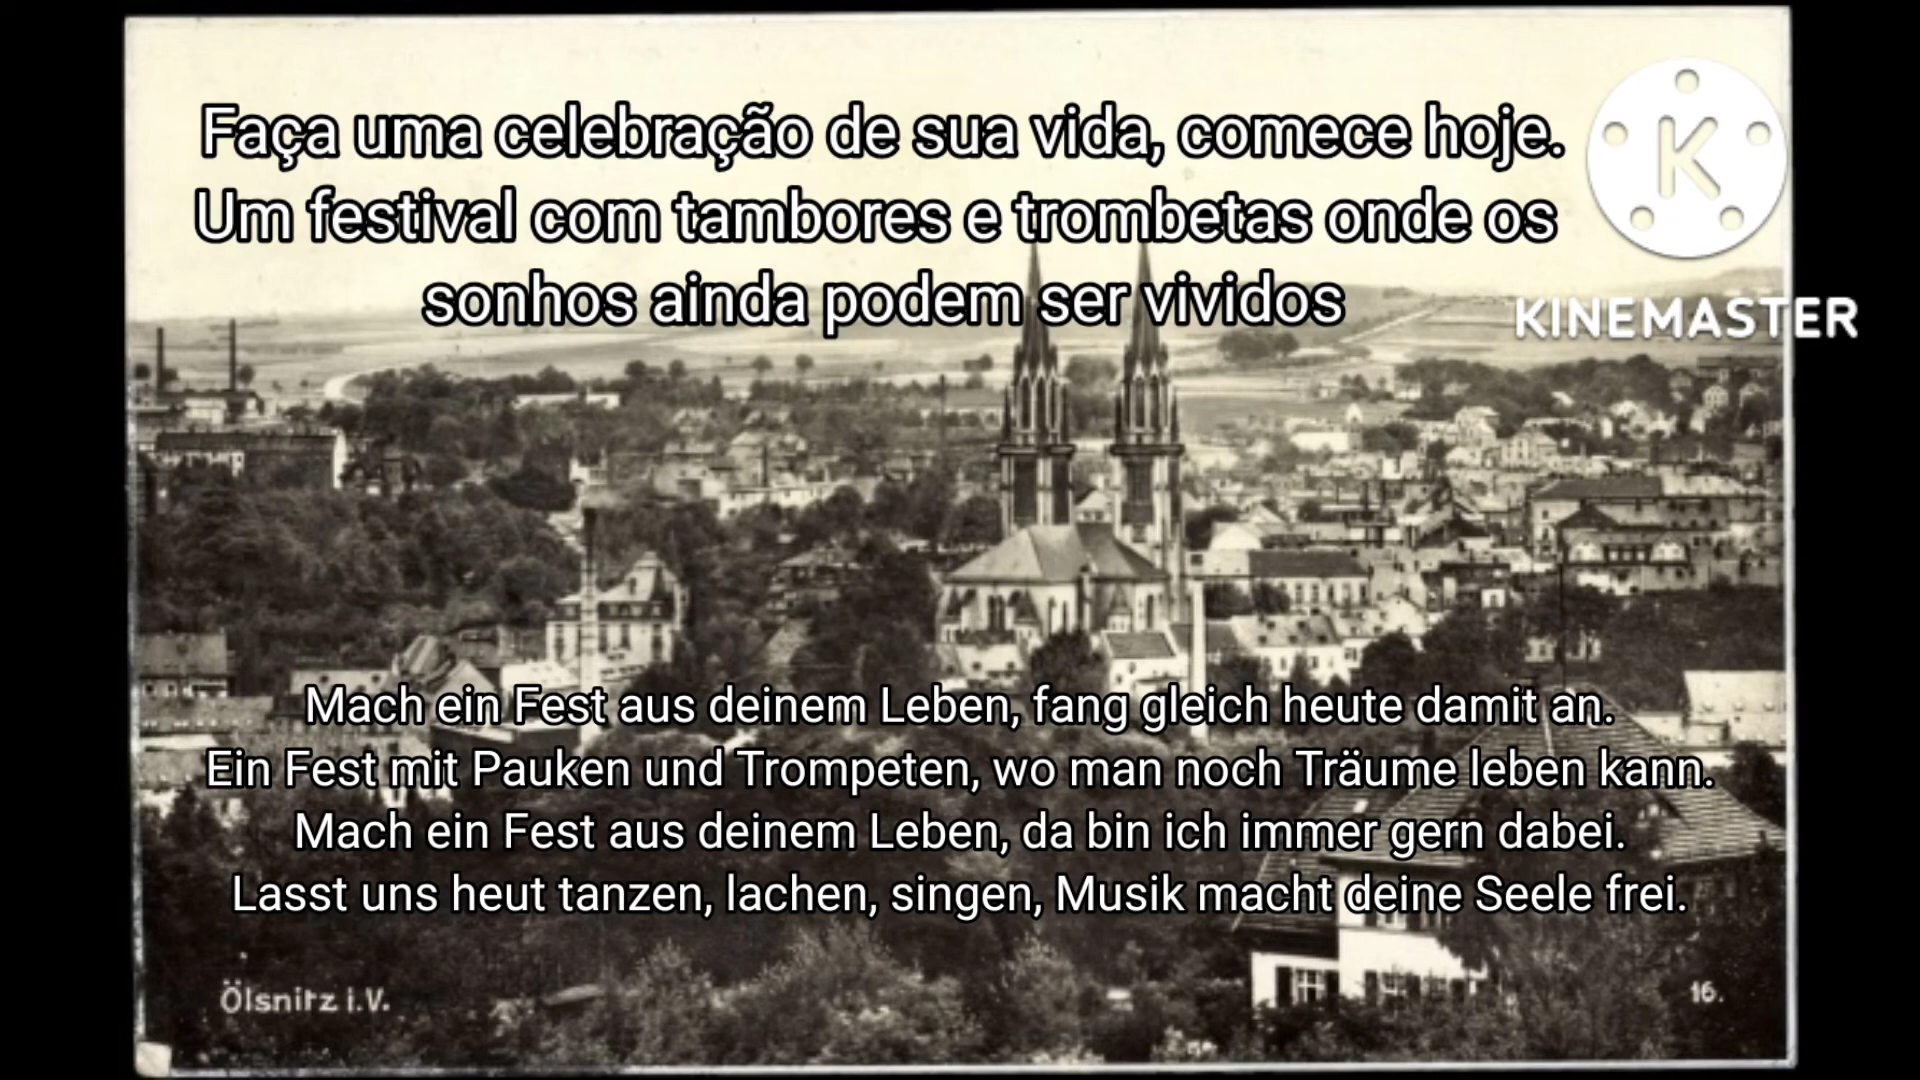 Faça uma celebração de sua vida, comece hoje.
Um festival com tambores e trombetas onde os
sonhos ainda podem ser vividos
K
KINEMASTER
Mach ein Fest aus deinem Leben, fang gleich heute damit an.
Ein Fest mit Pauken und Trompeten, wo man noch Träume leben kann.
Mach ein Fest aus deinem Leben, da bin ich immer gern dabei.
Lasst uns heut tanzen, lachen, singen, Musik macht deine Seele frei.
Ölsnitz i.V.
16.